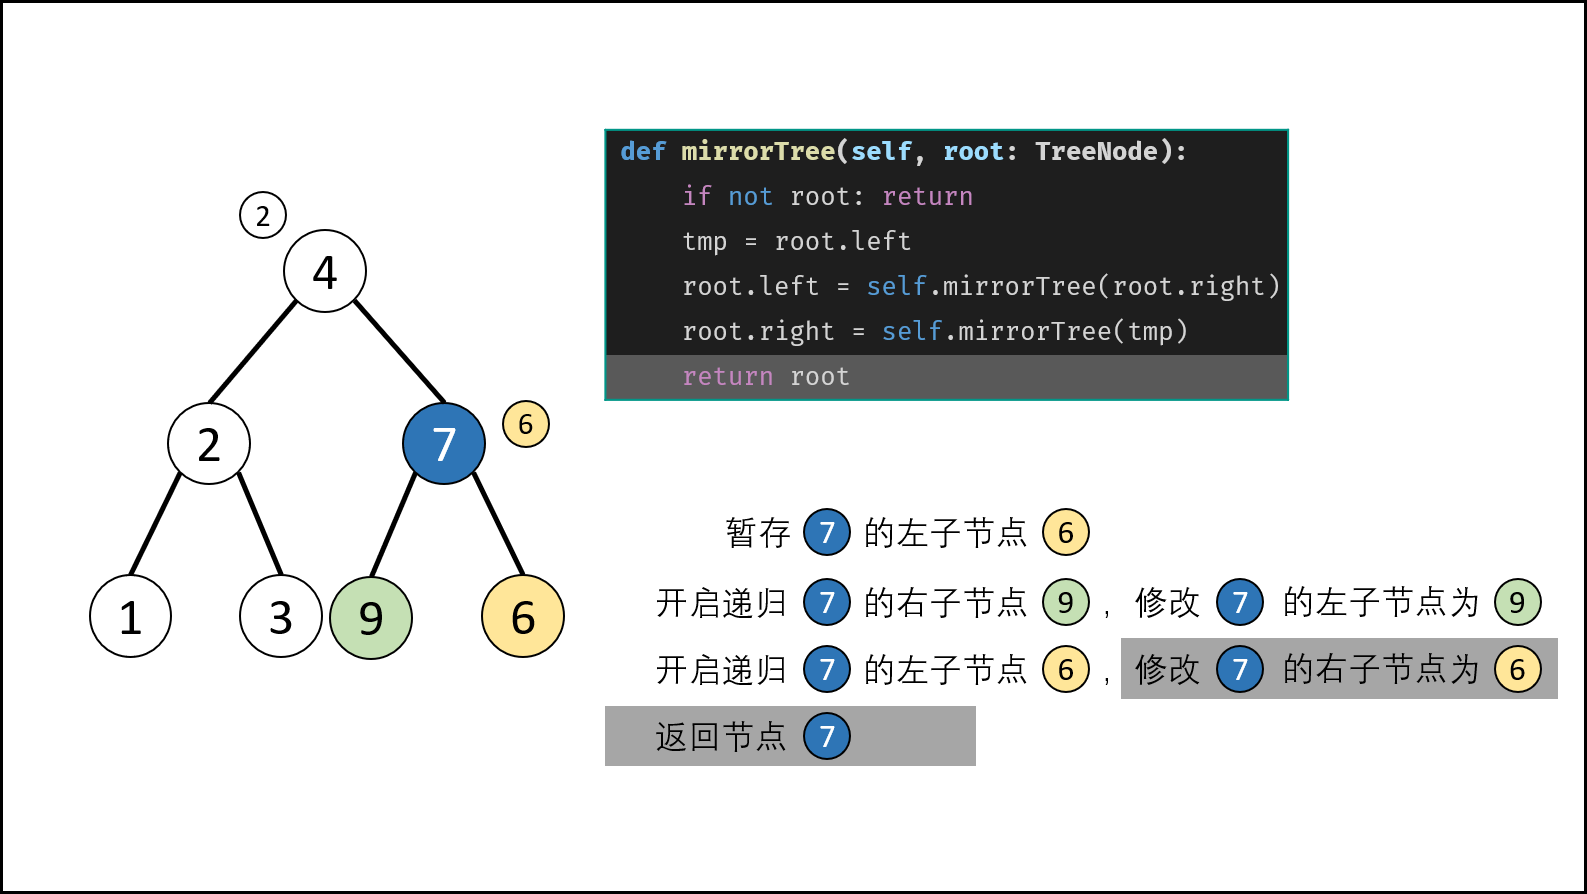 2
4
2
7
6
1
3
9
6
def mirrorTree(self, root: TreeNode):
    if not root: return
    tmp = root.left
    root.left = self.mirrorTree(root.right)
    root.right = self.mirrorTree(tmp)
    return root
暂存 7 的左子节点 6
开启递归 7 的右子节点 9 , 修改 7 的左子节点为 9
开启递归 7 的左子节点 6 , 修改 7 的右子节点为 6
返回节点 7